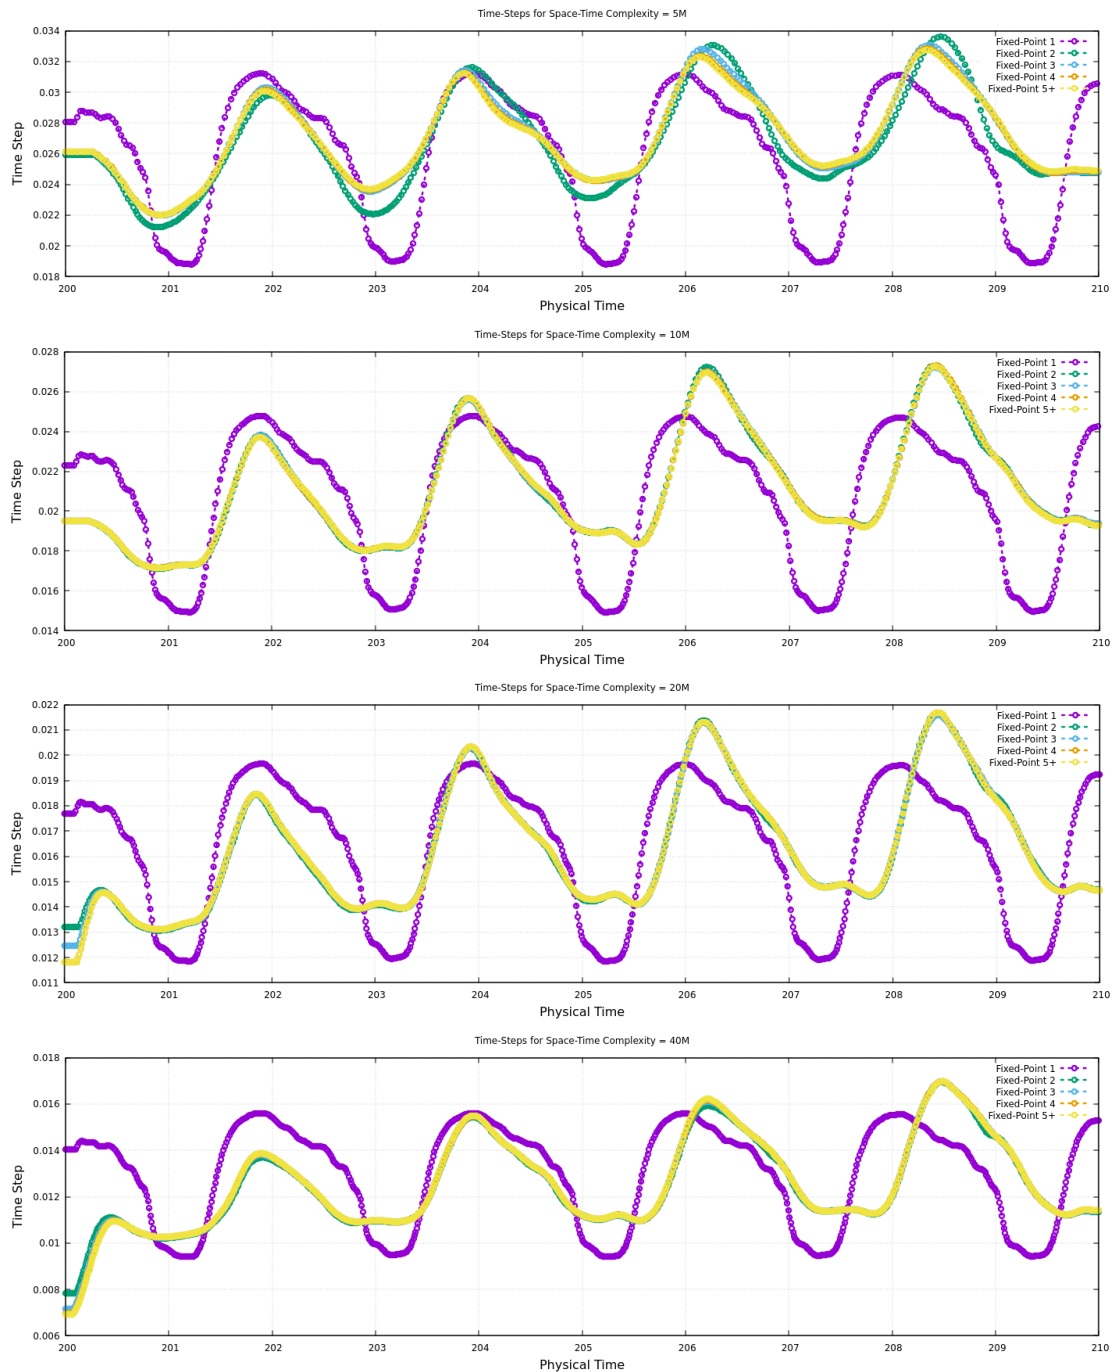 Time-Steps for Space-Time Complexity = 5M
0.034
0.032
0.03
0.028
0.026
0.024
0.022
0.02
0.018
Time Step
Fixed-Point 1
Fixed-Point 2
Fixed-Point 3
Fixed-Point 4
Fixed-Point 5+
200 201 202 203 204 205 206 207 208 209 210
Physical Time
Time-Steps for Space-Time Complexity = 10M
0.028
0.026
0.024
0.022
0.02
0.018
0.016
0.014
Time Step
Fixed-Point 1
Fixed-Point 2
Fixed-Point 3
Fixed-Point 4
Fixed-Point 5+
200 201 202 203 204 205 206 207 208 209 210
Physical Time
Time-Steps for Space-Time Complexity = 20M
0.022
0.021
0.02
0.019
0.018
0.017
0.016
0.015
0.014
0.013
0.012
0.011
Time Step
Fixed-Point 1
Fixed-Point 2
Fixed-Point 3
Fixed-Point 4
Fixed-Point 5+
200 201 202 203 204 205 206 207 208 209 210
Physical Time
Time-Steps for Space-Time Complexity = 40M
0.018
0.016
0.014
0.012
0.01
0.008
0.006
Time Step
Fixed-Point 1
Fixed-Point 2
Fixed-Point 3
Fixed-Point 4
Fixed-Point 5+
200 201 202 203 204 205 206 207 208 209 210
Physical Time